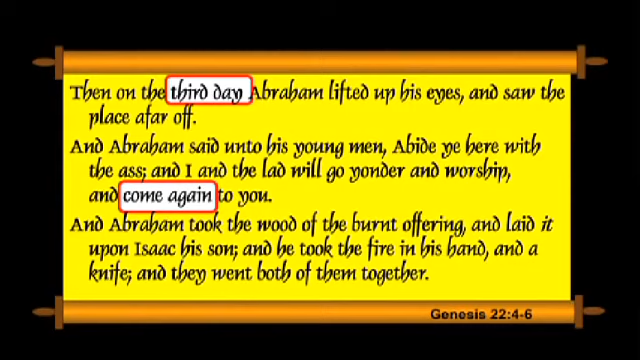 Then on the third day Abraham lifted up his eyes, and saw the
place afar off.
And Abraham said unto his young men, Abide ye here with
the ass; and I and the lad will go yonder and worship,
and come again to you.
And Abraham took the wood of the burnt offering, and laid it
upon Isaac his son; and he took the fire in his hand, and a
knife; and they went both of them together.
Genesis 22:4-6